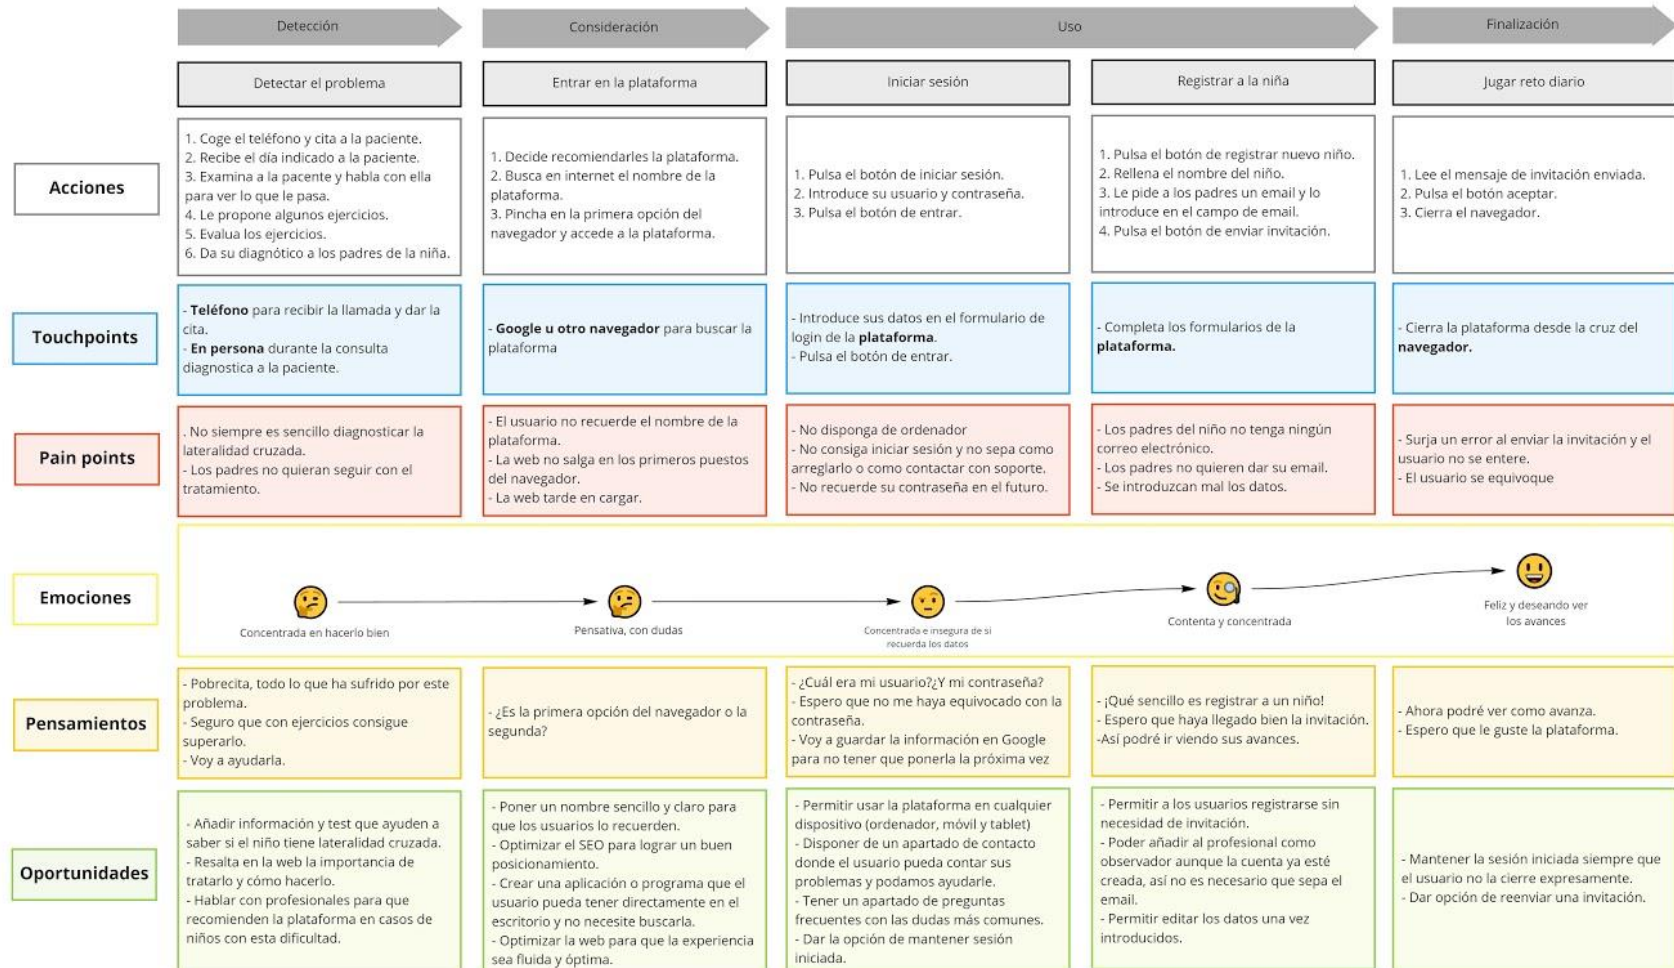 Detección
Consideración
Uso
Finalización
Detectar el problema
Entrar en la plataforma
Iniciar sesión
Registrar a la niña
Jugar reto diario
Acciones
1. Coge el teléfono y cita a la paciente.
2. Recibe el día indicado a la paciente.
3. Examina a la pacente y habla con ella
para ver lo que le pasa.
4. Le propone algunos ejercicios.
5. Evalua los ejercicios.
6. Da su diagnótico a los padres de la niña.
1. Decide recomiendarles la plataforma.
2. Busca en internet el nombre de la
plataforma.
3. Pincha en la primera opción del
navegador y accede a la plataforma.
1. Pulsa el botón de iniciar sesión.
2. Introduce su usuario y contraseña.
3. Pulsa el botón de entrar.
1. Pulsa el botón de registrar nuevo niño.
2. Rellena el nombre del niño.
3. Le pide a los padres un email y lo
introduce en el campo de email.
4. Pulsa el botón de enviar invitación.
1. Lee el mensaje de invitación enviada.
2. Pulsa el botón aceptar.
3. Cierra el navegador.
Touchpoints
- Teléfono para recibir la llamada y dar la
cita.
- En persona durante la consulta
diagnostica a la paciente.
- Google u otro navegador para buscar la
plataforma
- Introduce sus datos en el formulario de
login de la plataforma.
- Pulsa el botón de entrar.
- Completa los formularios de la
plataforma.
- Cierra la plataforma desde la cruz del
navegador.
Pain points
. No siempre es sencillo diagnosticar la
lateralidad cruzada.
- Los padres no quieran seguir con el
tratamiento.
- El usuario no recuerde el nombre de la
plataforma.
- La web no salga en los primeros puestos
del navegador.
- La web tarde en cargar.
- No disponga de ordenador
- No consiga iniciar sesión y no sepa como
arreglarlo o como contactar con soporte.
- No recuerde su contraseña en el futuro.
- Los padres del niño no tenga ningún
correo electrónico.
- Los padres no quieren dar su email.
- Se introduzcan mal los datos.
- Surja un error al enviar la invitación y el
usuario no se entere.
- El usuario se equivoque
Emociones
Concentrada en hacerlo bien
Pensativa, con dudas
Concentrada e insegura de si
recuerda los datos
Contenta y concentrada
Feliz y deseando ver
los avances
Pensamientos
- Pobrecita, todo lo que ha sufrido por este
problema.
- Seguro que con ejercicios consigue
superarlo.
- Voy a ayudarla.
- ¿Es la primera opción del navegador o la
segunda?
- ¿Cuál era mi usuario?¿Y mi contraseña?
- Espero que no me haya equivocado con la
contraseña.
- Voy a guardar la información en Google
para no tener que ponerla la próxima vez
- ¡Qué sencillo es registrar a un niño!
- Espero que haya llegado bien la invitación.
-Así podré ir viendo sus avances.
- Ahora podré ver como avanza.
- Espero que le guste la plataforma.
Oportunidades
- Añadir información y test que ayuden a
saber si el niño tiene lateralidad cruzada.
- Resalta en la web la importancia de
tratarlo y cómo hacerlo.
- Hablar con profesionales para que
recomienden la plataforma en casos de
niños con esta dificultad.
- Poner un nombre sencillo y claro para
que los usuarios lo recuerden.
- Optimizar el SEO para lograr un buen
posicionamiento.
- Crear una aplicación o programa que el
usuario pueda tener directamente en el
escritorio y no necesite buscarla.
- Optimizar la web para que la experiencia
sea fluida y óptima.
- Permitir usar la plataforma en cualquier
dispositivo (ordenador, móvil y tablet)
- Disponer de un apartado de contacto
donde el usuario pueda contar sus
problemas y podamos ayudarle.
- Tener un apartado de preguntas
frecuentes con las dudas más comunes.
- Dar la opción de mantener sesión
iniciada.
- Permitir a los usuarios registrarse sin
necesidad de invitación.
- Poder añadir al profesional como
observador aunque la cuenta ya esté
creada, así no es necesario que sepa el
email.
- Permitir editar los datos una vez
introducidos.
- Mantener la sesión iniciada siempre que
el usuario no la cierre expresamente.
- Dar opción de reenviar una invitación.